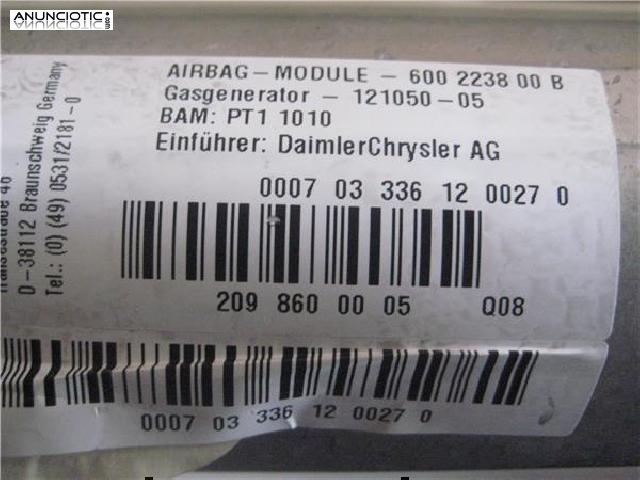 ANUNCIOTIC
.com
AIRBAG-MODULE - 600 2238 00 B
Gasgenerator - 121050-05
BAM: PT1 1010
Einführer: DaimlerChrysler AG
0007 03 336 12 0027 0
209 860 00 05 Q08
0007 03 336 12 0027 0
46
D-38112 Braunschweig Germany
Tel.: (0) (49) 0531/2181-0